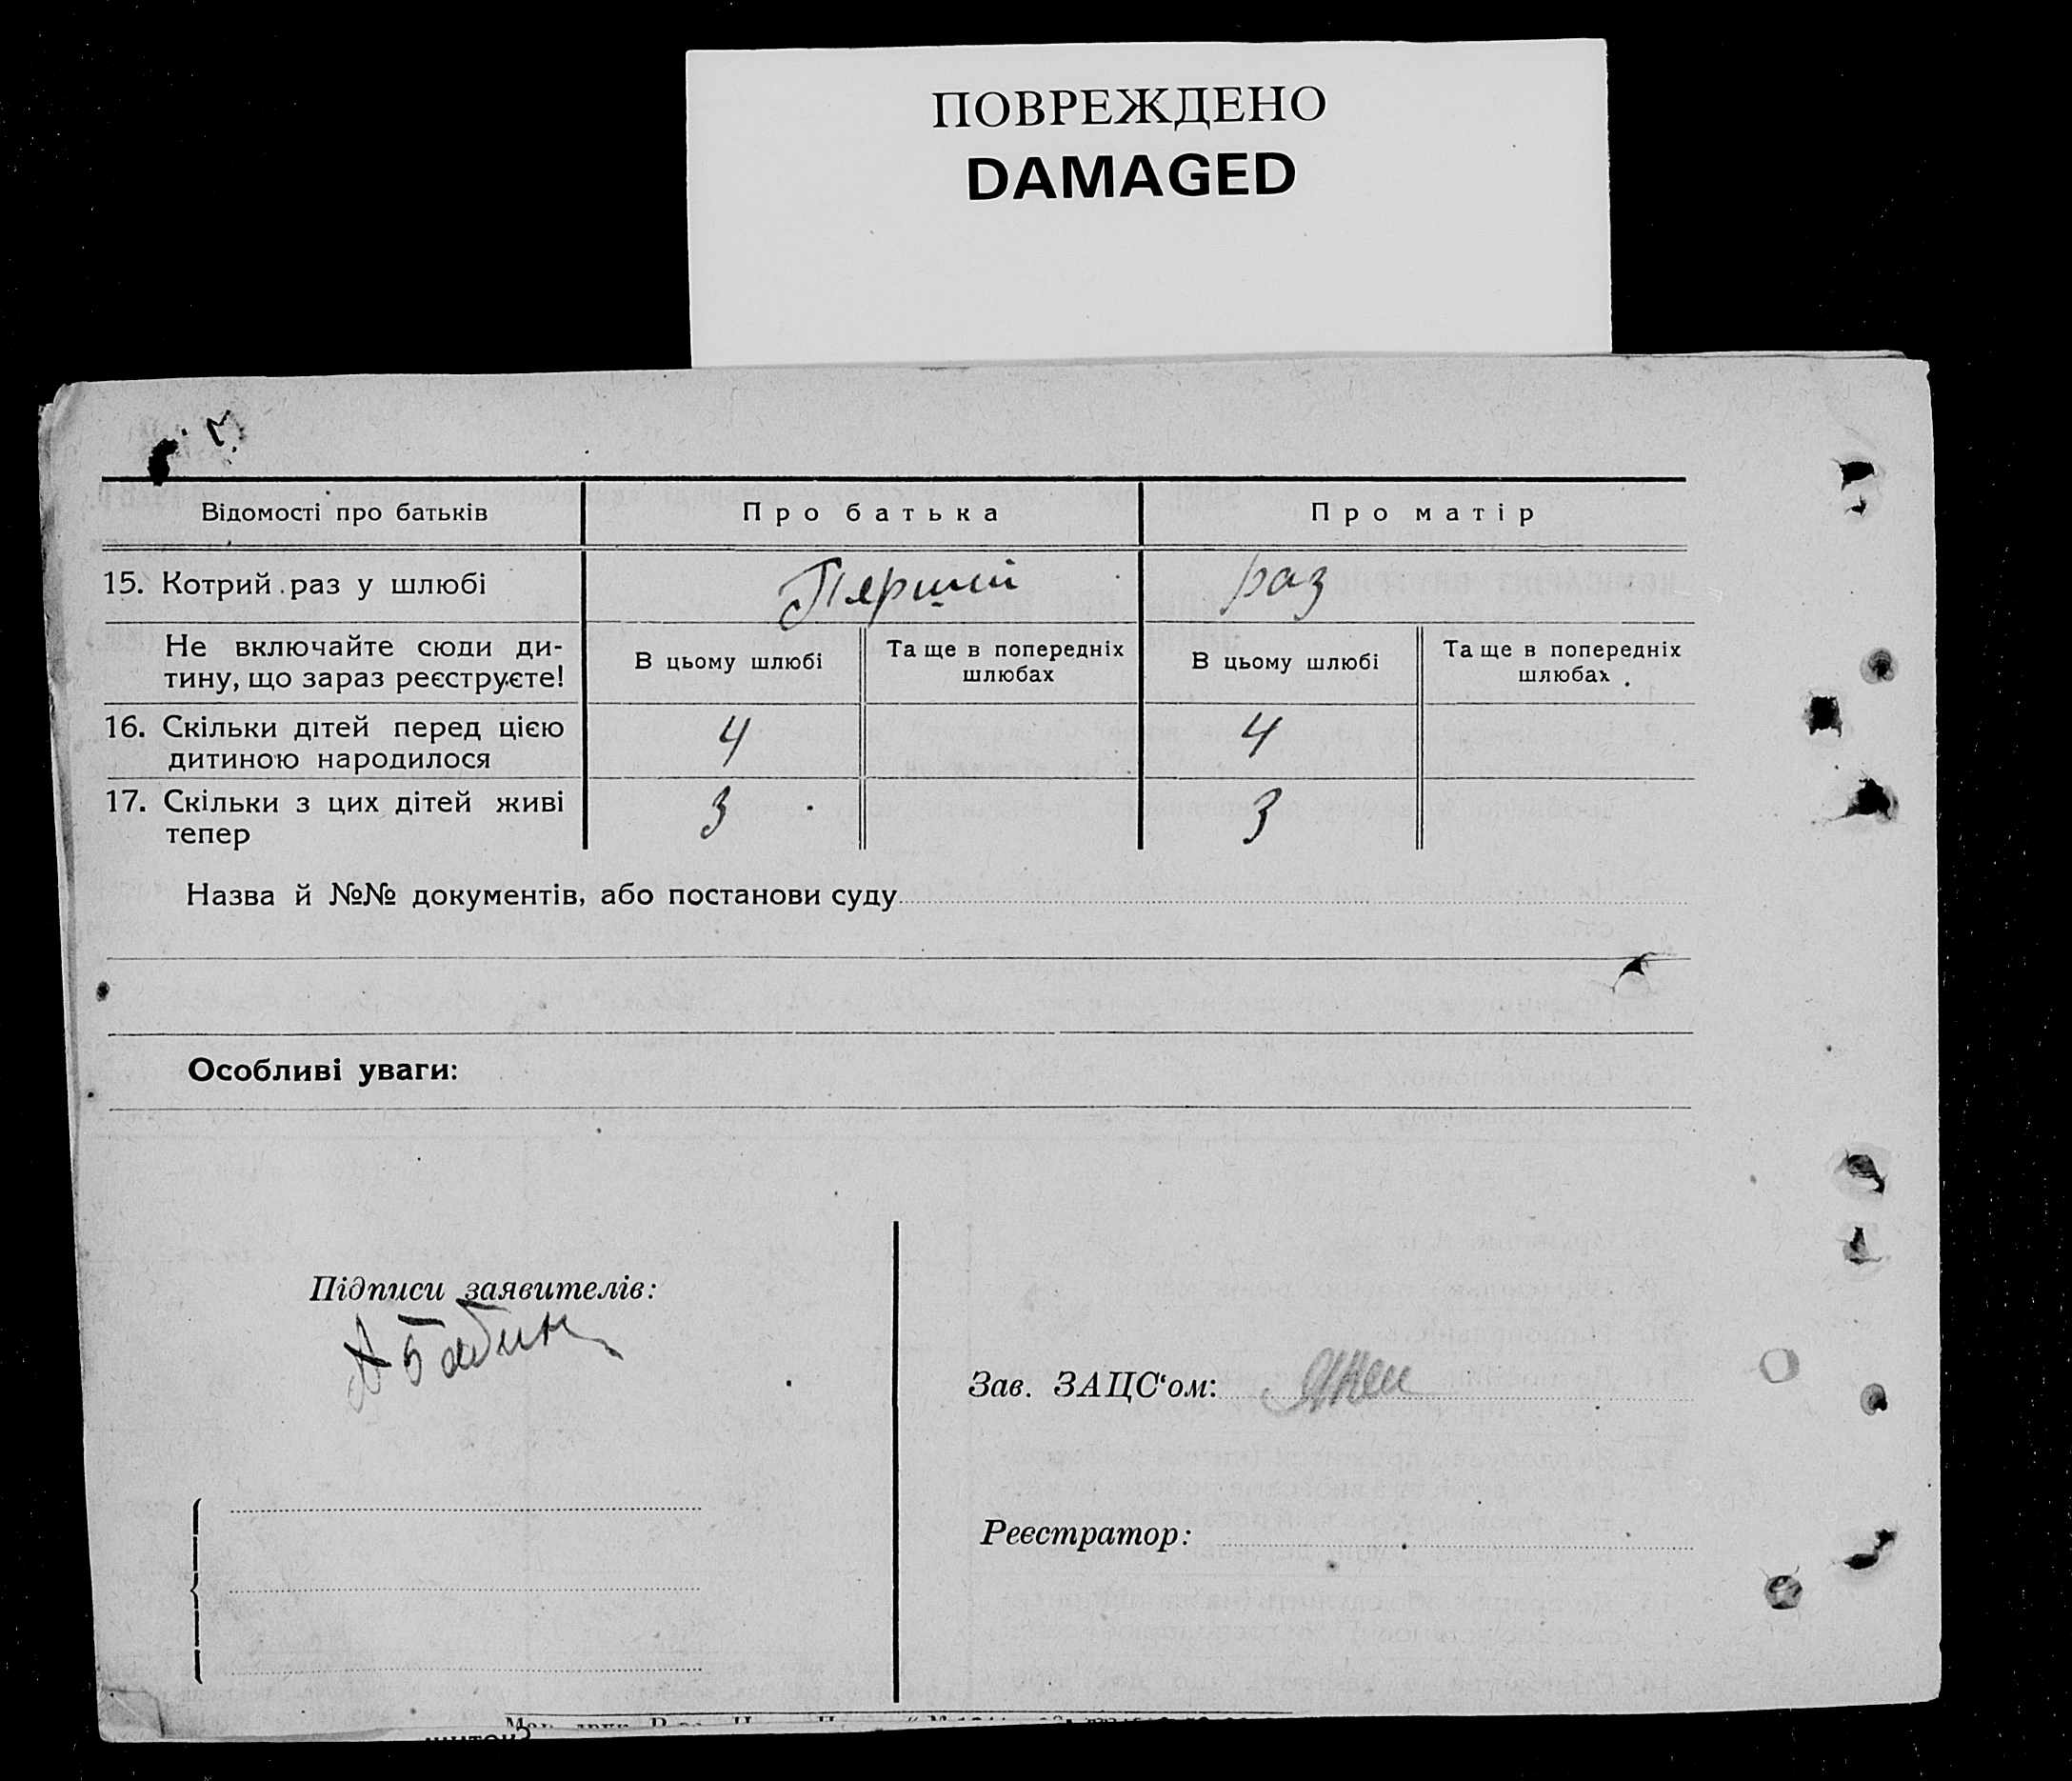 ПОВРЕЖДЕНО
DAMAGED
Відомості про батьків
Про батька
Про матір
15. Котрий раз у шлюбі
Перший
раз
Не включайте сюди ди-
тину, що зараз реєструєте!
В цьому шлюбі
Та ще в попередніх
шлюбах
В цьому шлюбі
Та ще в попередніх
шлюбах
16. Скільки дітей перед цією
дитиною народилося
4
4
17. Скільки з цих дітей живі
тепер
3
3
Назва й №№ документів, або постанови суду
Особливі уваги:
Підписи заявителів:
Зав. ЗАЦС'ом:
Реєстратор: